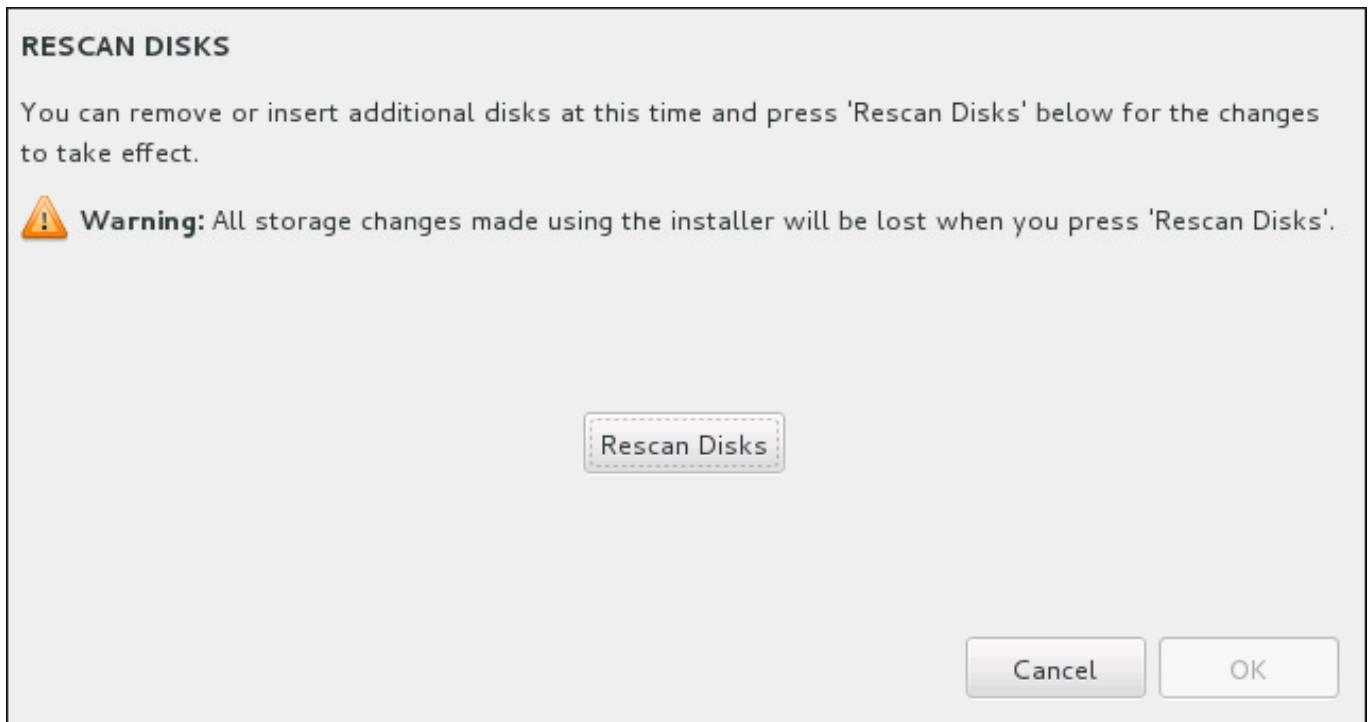 RESCAN DISKS
You can remove or insert additional disks at this time and press 'Rescan Disks' below for the changes
to take effect.
Warning: All storage changes made using the installer will be lost when you press 'Rescan Disks'.
Rescan Disks
Cancel
OK